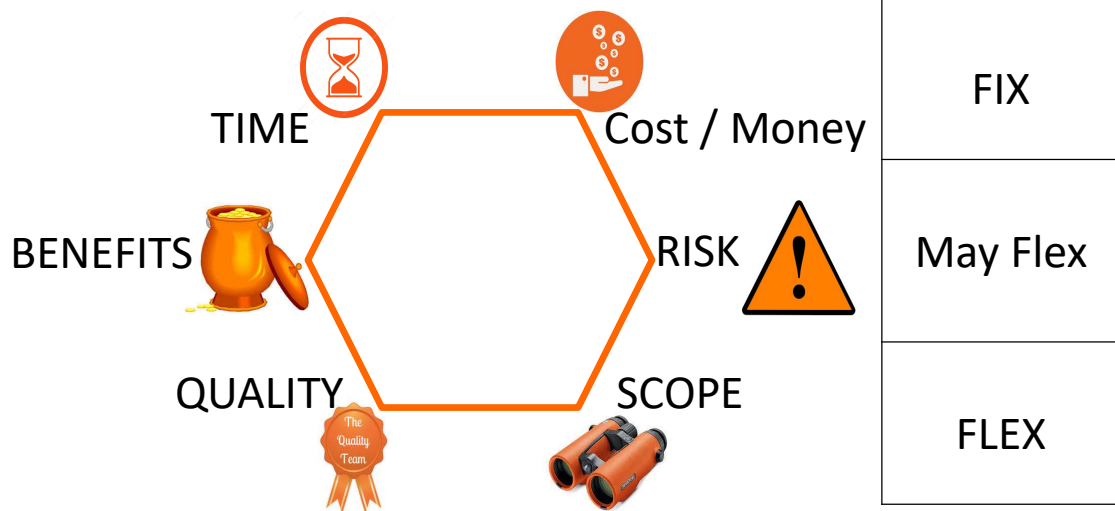 TIME
Cost / Money
FIX
BENEFITS
RISK
!
May Flex
QUALITY
SCOPE
The
Quality
Team
FLEX
$
$
$
$
$
$